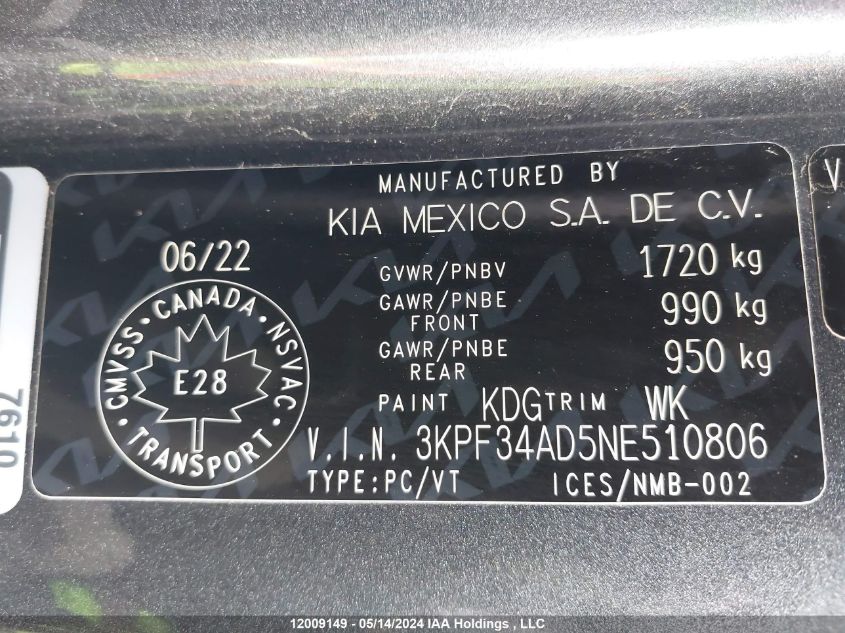 MANUFACTURED BY
KIA MEXICO S.A. DE C.V.
06/22
GVWR/PNBV 1720 kg
GAWR/PNBE FRONT 990 kg
GAWR/PNBE REAR 950 kg
PAINT KDG TRIM WK
V.I.N. 3KPF34AD5NE510806
TYPE:PC/VT ICES/NMB-002
CMVSS • CANADA • NSVAC • TRANSPORT •
E28
7610
V
12009149 - 05/14/2024 IAA Holdings , LLC